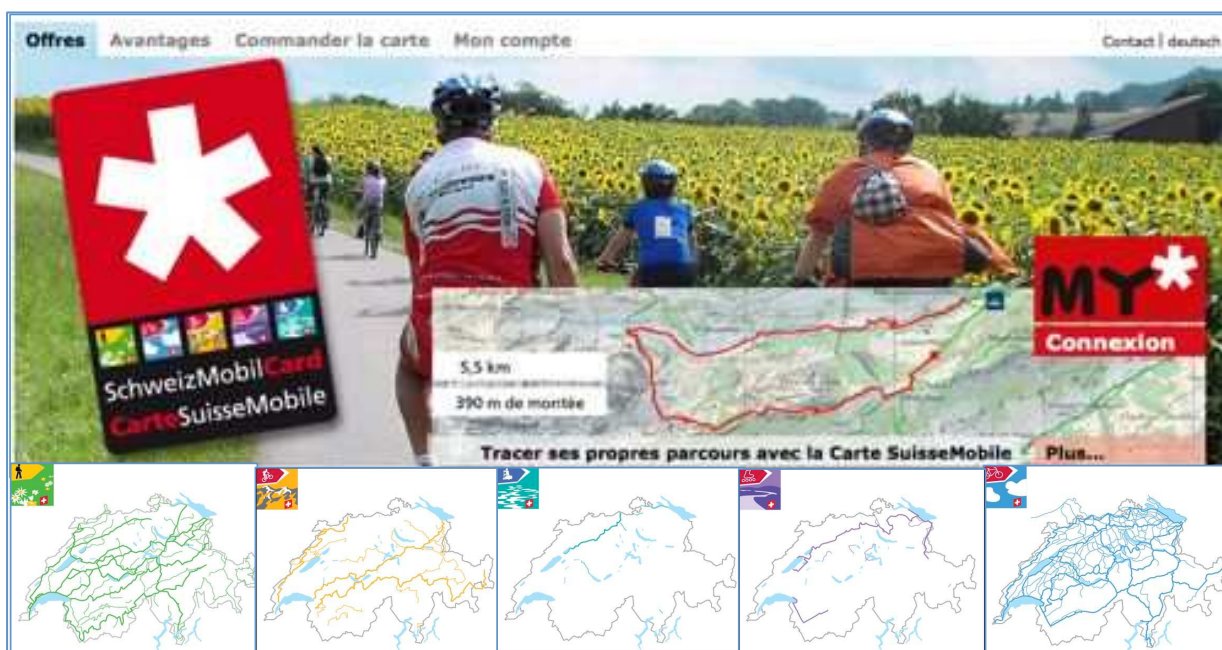 Offres Avantages Commander la carte Mon compte Contact | deutsch
SchweizMobilCard
CarteSuisseMobile
MY
Connexion
5,5 km
390 m de montée
Tracer ses propres parcours avec la Carte SuisseMobile Plus...